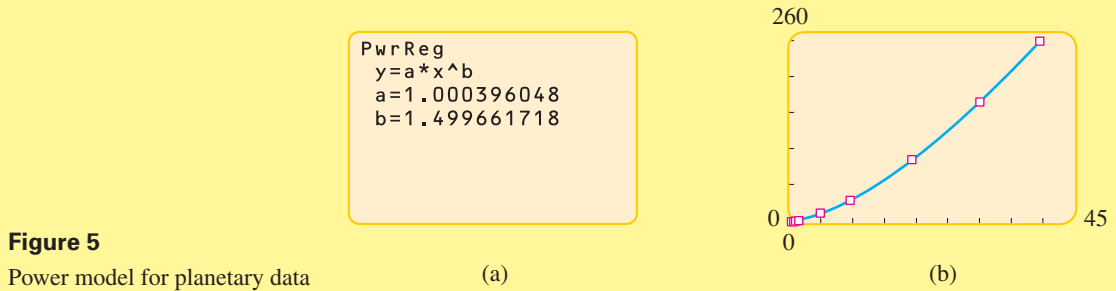 PwrReg
y=a*x^b
a=1.000396048
b=1.499661718
260
0
45
0
Figure 5
Power model for planetary data
(a)
(b)